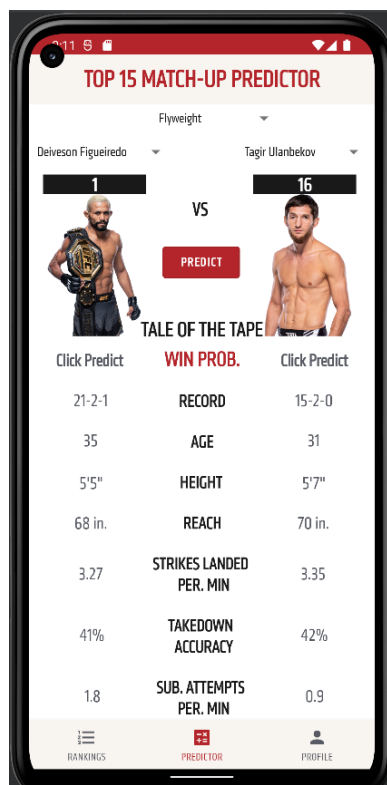 9:11
TOP 15 MATCH-UP PREDICTOR
Flyweight
Deiveson Figueiredo Tagir Ulanbekov
1 16
VS
PREDICT
TALE OF THE TAPE
Click Predict WIN PROB. Click Predict
21-2-1 RECORD 15-2-0
35 AGE 31
5'5" HEIGHT 5'7"
68 in. REACH 70 in.
3.27 STRIKES LANDED PER. MIN 3.35
41% TAKEDOWN ACCURACY 42%
1.8 SUB. ATTEMPTS PER. MIN 0.9
RANKINGS PREDICTOR PROFILE